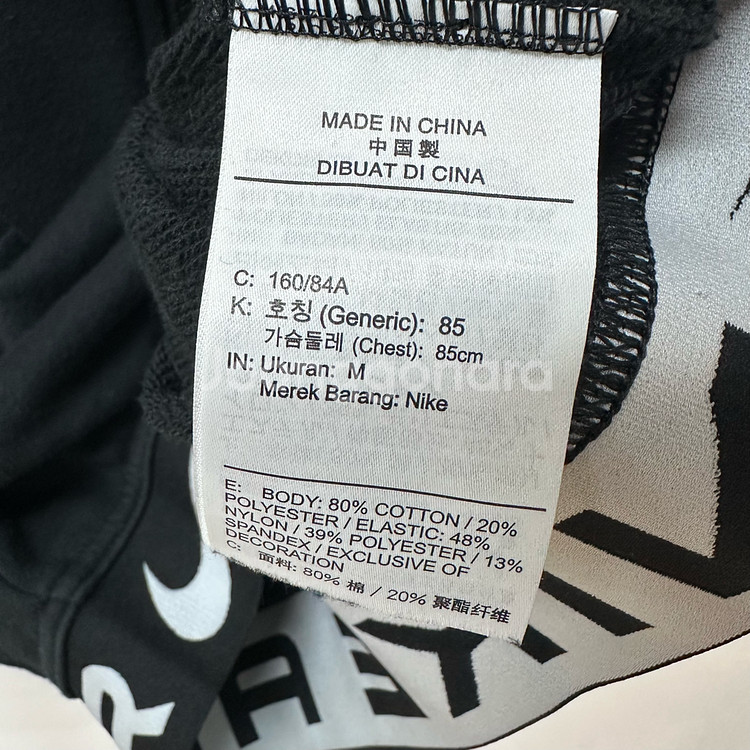 MADE IN CHINA
中国製
DIBUAT DI CINA
C: 160/84A
K: 호칭 (Generic): 85
가슴둘레 (Chest): 85cm
IN: Ukuran: M
Merek Barang: Nike
E: BODY: 80% COTTON / 20%
POLYESTER / ELASTIC: 48%
NYLON / 39% POLYESTER / 13%
SPANDEX / EXCLUSIVE OF
DECORATION
C: 面料: 80% 棉 / 20% 聚酯纤维